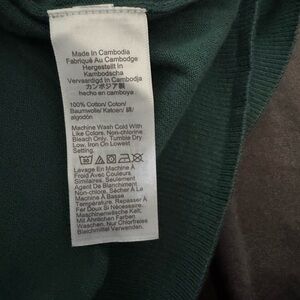 Made In Cambodia
Fabriqué Au Cambodge
Hergestellt In
Kambodscha
Vervaardigd In Cambodja
カンボジア製
hecho en camboya
100% Cotton/ Coton/
Baumwolle/ Katoen/ 綿/
algodón
Machine Wash Cold With
Like Colors. Non-chlorine
Bleach Only. Tumble Dry
Low. Iron On Lowest
Setting.
Lavage En Machine À
Froid Avec Couleurs
Similaires. Seulement
Agent De Blanchiment
Non-chlore. Sécher À La
Machine À Basse
Température. Repasser À
Fer Doux Si Nécessaire.
Maschinenwäsche Kalt,
Mit Ähnlichen Farben
Waschen, Nur Chlorfreies
Bleichmittel Verwenden.